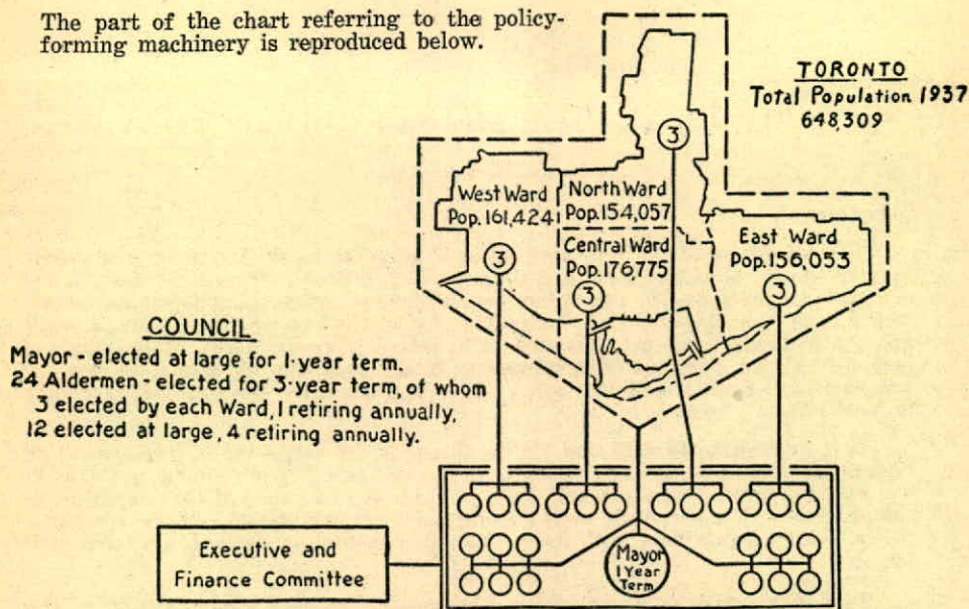 The part of the chart referring to the policy-
forming machinery is reproduced below.
TORONTO
Total Population 1937
648,309
3
West Ward
Pop. 161,424
North Ward
Pop. 154,057
Central Ward
Pop. 176,775
East Ward
Pop. 156,053
3
3
3
COUNCIL
Mayor - elected at large for 1-year term.
24 Aldermen - elected for 3-year term, of whom
3 elected by each Ward, 1 retiring annually,
12 elected at large, 4 retiring annually.
Executive and
Finance Committee
Mayor
1 Year
Term